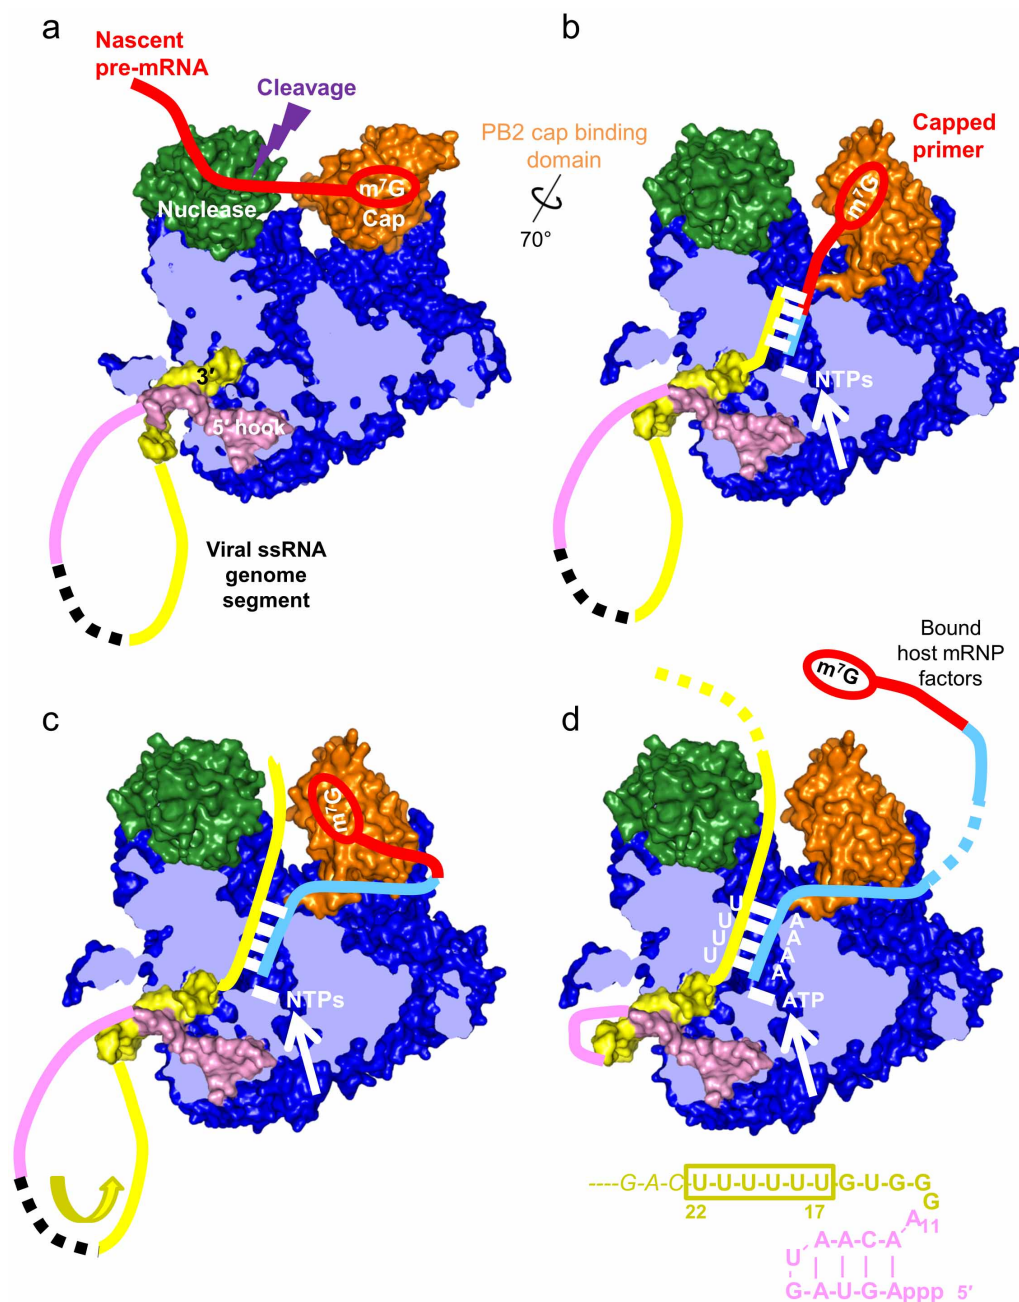 a
Nascent
pre-mRNA
Cleavage
m⁷G
Nuclease
Cap
3′
5′ hook
Viral ssRNA
genome
segment
b
PB2 cap binding
domain
70°
Capped
primer
m⁷G
NTPs
c
m⁷G
NTPs
d
Bound
host mRNP
factors
m⁷G
U
U
U
U
A
A
A
A
ATP
----G-A-C-U-U-U-U-U-U-G-U-G-G
G
22 17
A11
A-A-C-A
U
G-A-U-G-Appp 5′